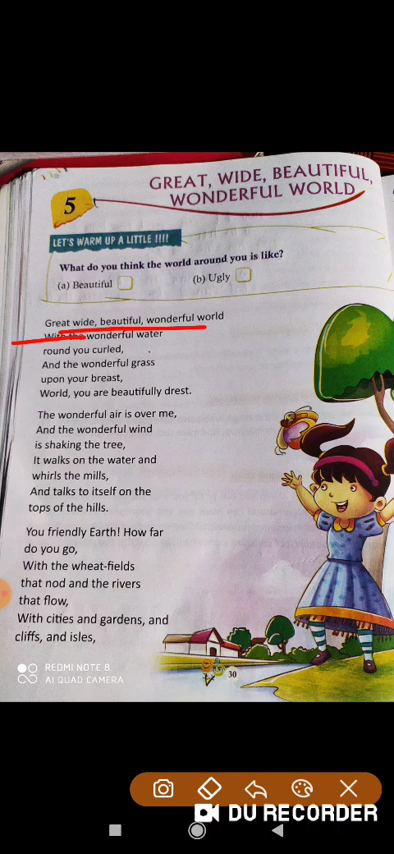 GREAT, WIDE, BEAUTIFUL,
WONDERFUL WORLD
5
LET'S WARM UP A LITTLE !!!!
What do you think the world around you is like?
(a) Beautiful
(b) Ugly
Great wide, beautiful, wonderful world
With the wonderful water
round you curled,
And the wonderful grass
upon your breast,
World, you are beautifully drest.
The wonderful air is over me,
And the wonderful wind
is shaking the tree,
It walks on the water and
whirls the mills,
And talks to itself on the
tops of the hills.
You friendly Earth! How far
do you go,
With the wheat-fields
that nod and the rivers
that flow,
With cities and gardens, and
cliffs, and isles,
REDMI NOTE 8
AI QUAD CAMERA
30
DU RECORDER